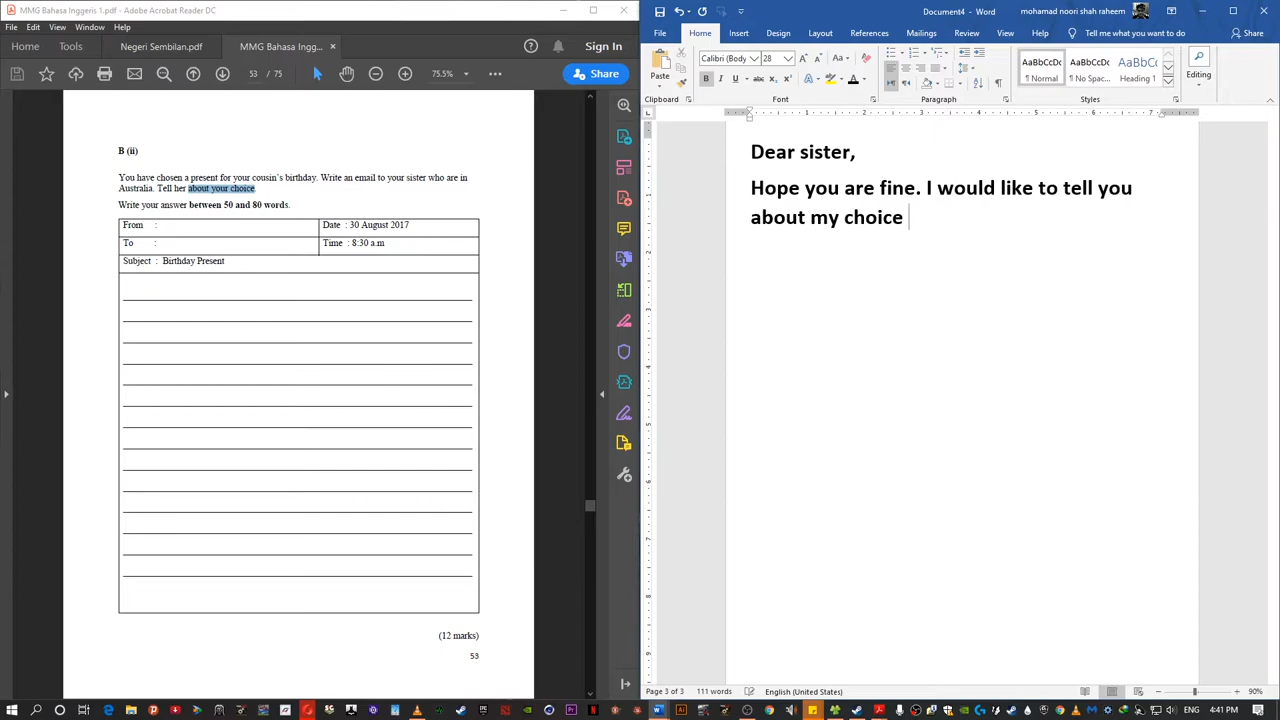 MMG Bahasa Inggeris 1.pdf - Adobe Acrobat Reader DC
Document4 - Word
mohamad noori shah raheem
File Edit View Window Help
File Home Insert Design Layout References Mailings Review View Help Tell me what you want to do Share
ome Tools Negeri Sembilan.pdf MMG Bahasa Ingg... × Sign In
75.5% Share
Calibri (Body 28
Paste
AaBbCcDc AaBbCcDc AaBbCc
¶ Normal ¶ No Spac... Heading 1
Editing
Clipboard Font Paragraph Styles
B (ii)
You have chosen a present for your cousin's birthday. Write an email to your sister who are in
Australia. Tell her about your choice.
Write your answer between 50 and 80 words.
From :
Date : 30 August 2017
To :
Time : 8:30 a.m
Subject : Birthday Present
(12 marks)
53
Dear sister,
Hope you are fine. I would like to tell you
about my choice
Page 3 of 3 111 words English (United States) 90%
ENG 4:41 PM